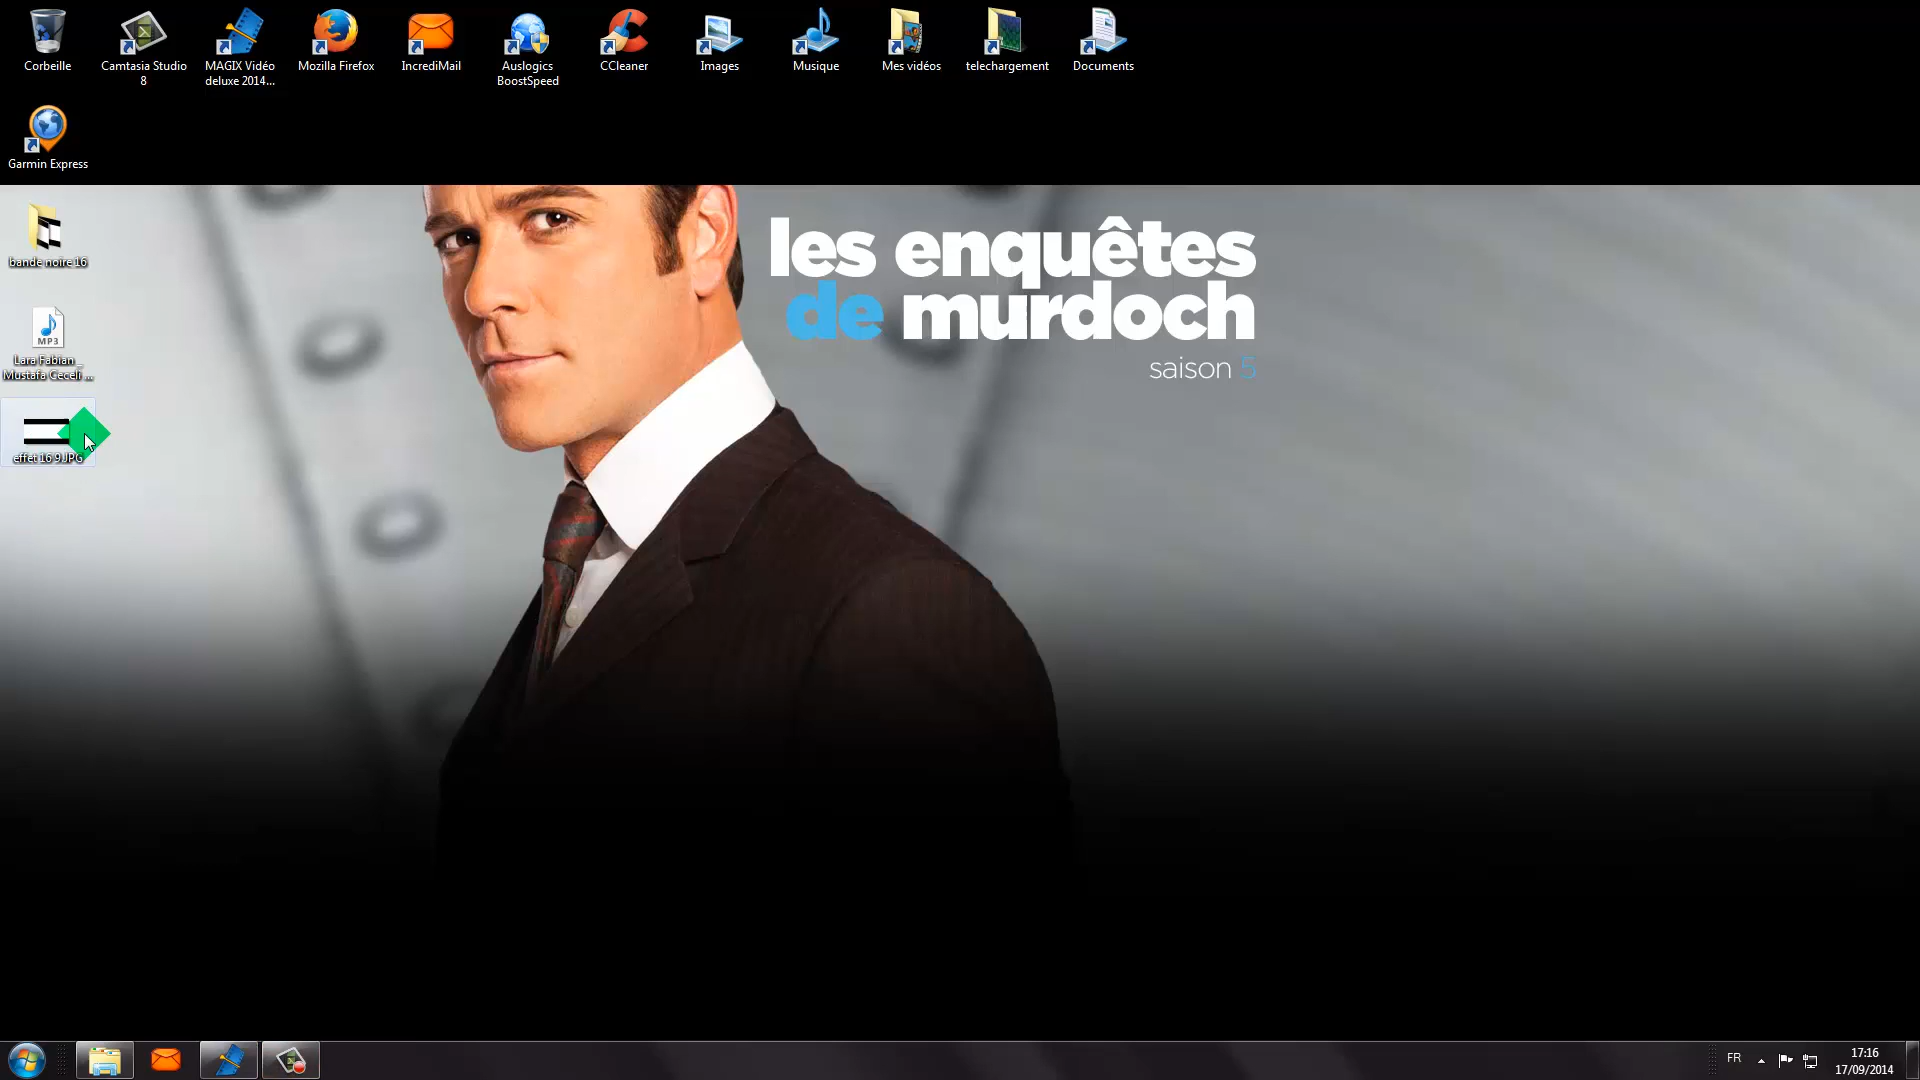 Corbeille
Camtasia Studio
8
MAGIX Vidéo
deluxe 2014...
Mozilla Firefox
IncrediMail
Auslogics
BoostSpeed
CCleaner
Images
Musique
Mes vidéos
telechargement
Documents
Garmin Express
bande noire 16
les enquêtes
de murdoch
saison 5
MP3
Lara Fabian _
Mustafa Ceceli ...
effet 16 9.JPG
FR
17:16
17/09/2014